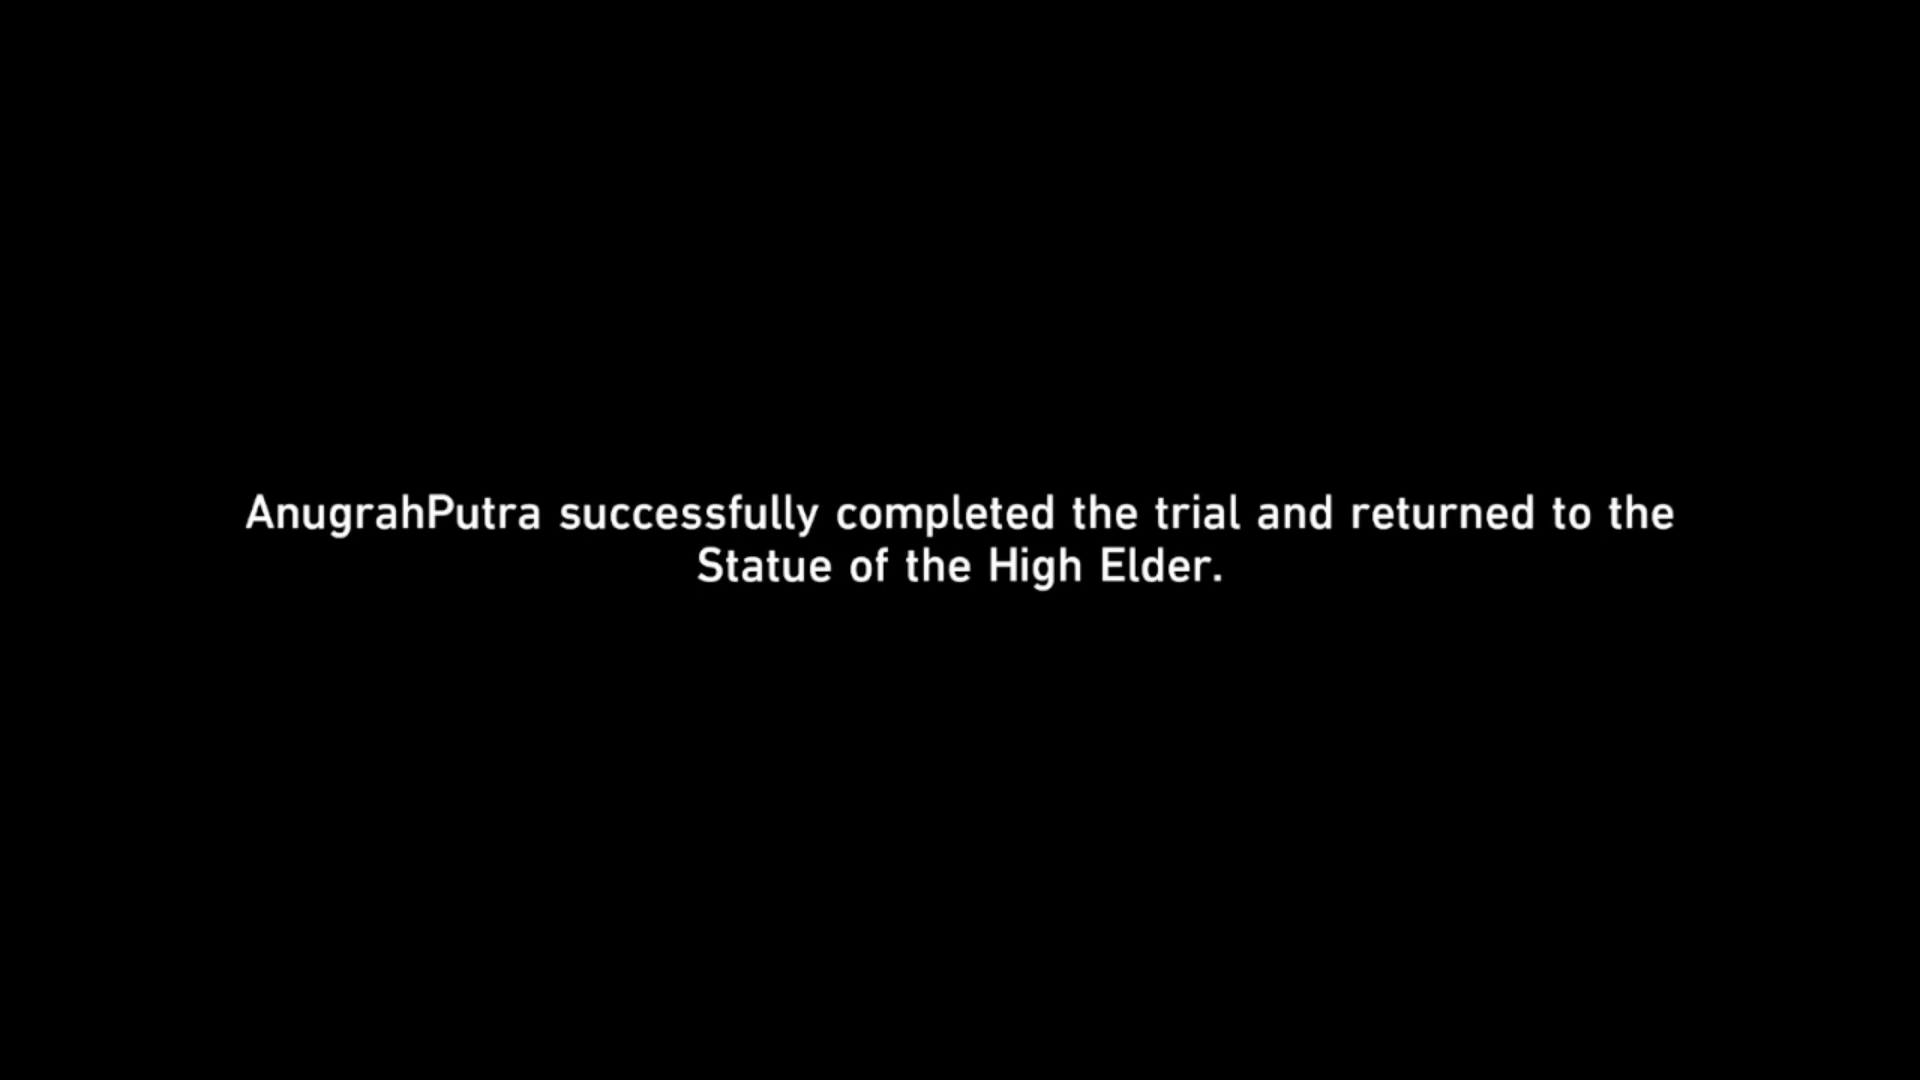 AnugrahPutra successfully completed the trial and returned to the
Statue of the High Elder.